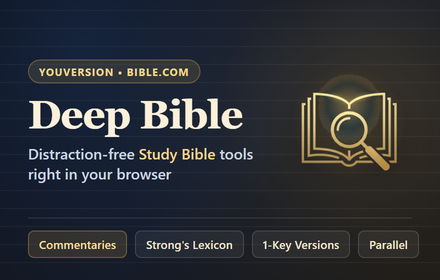 YOUVERSION • BIBLE.COM
Deep Bible
Distraction-free Study Bible tools
right in your browser
Commentaries
Strong's Lexicon
1-Key Versions
Parallel